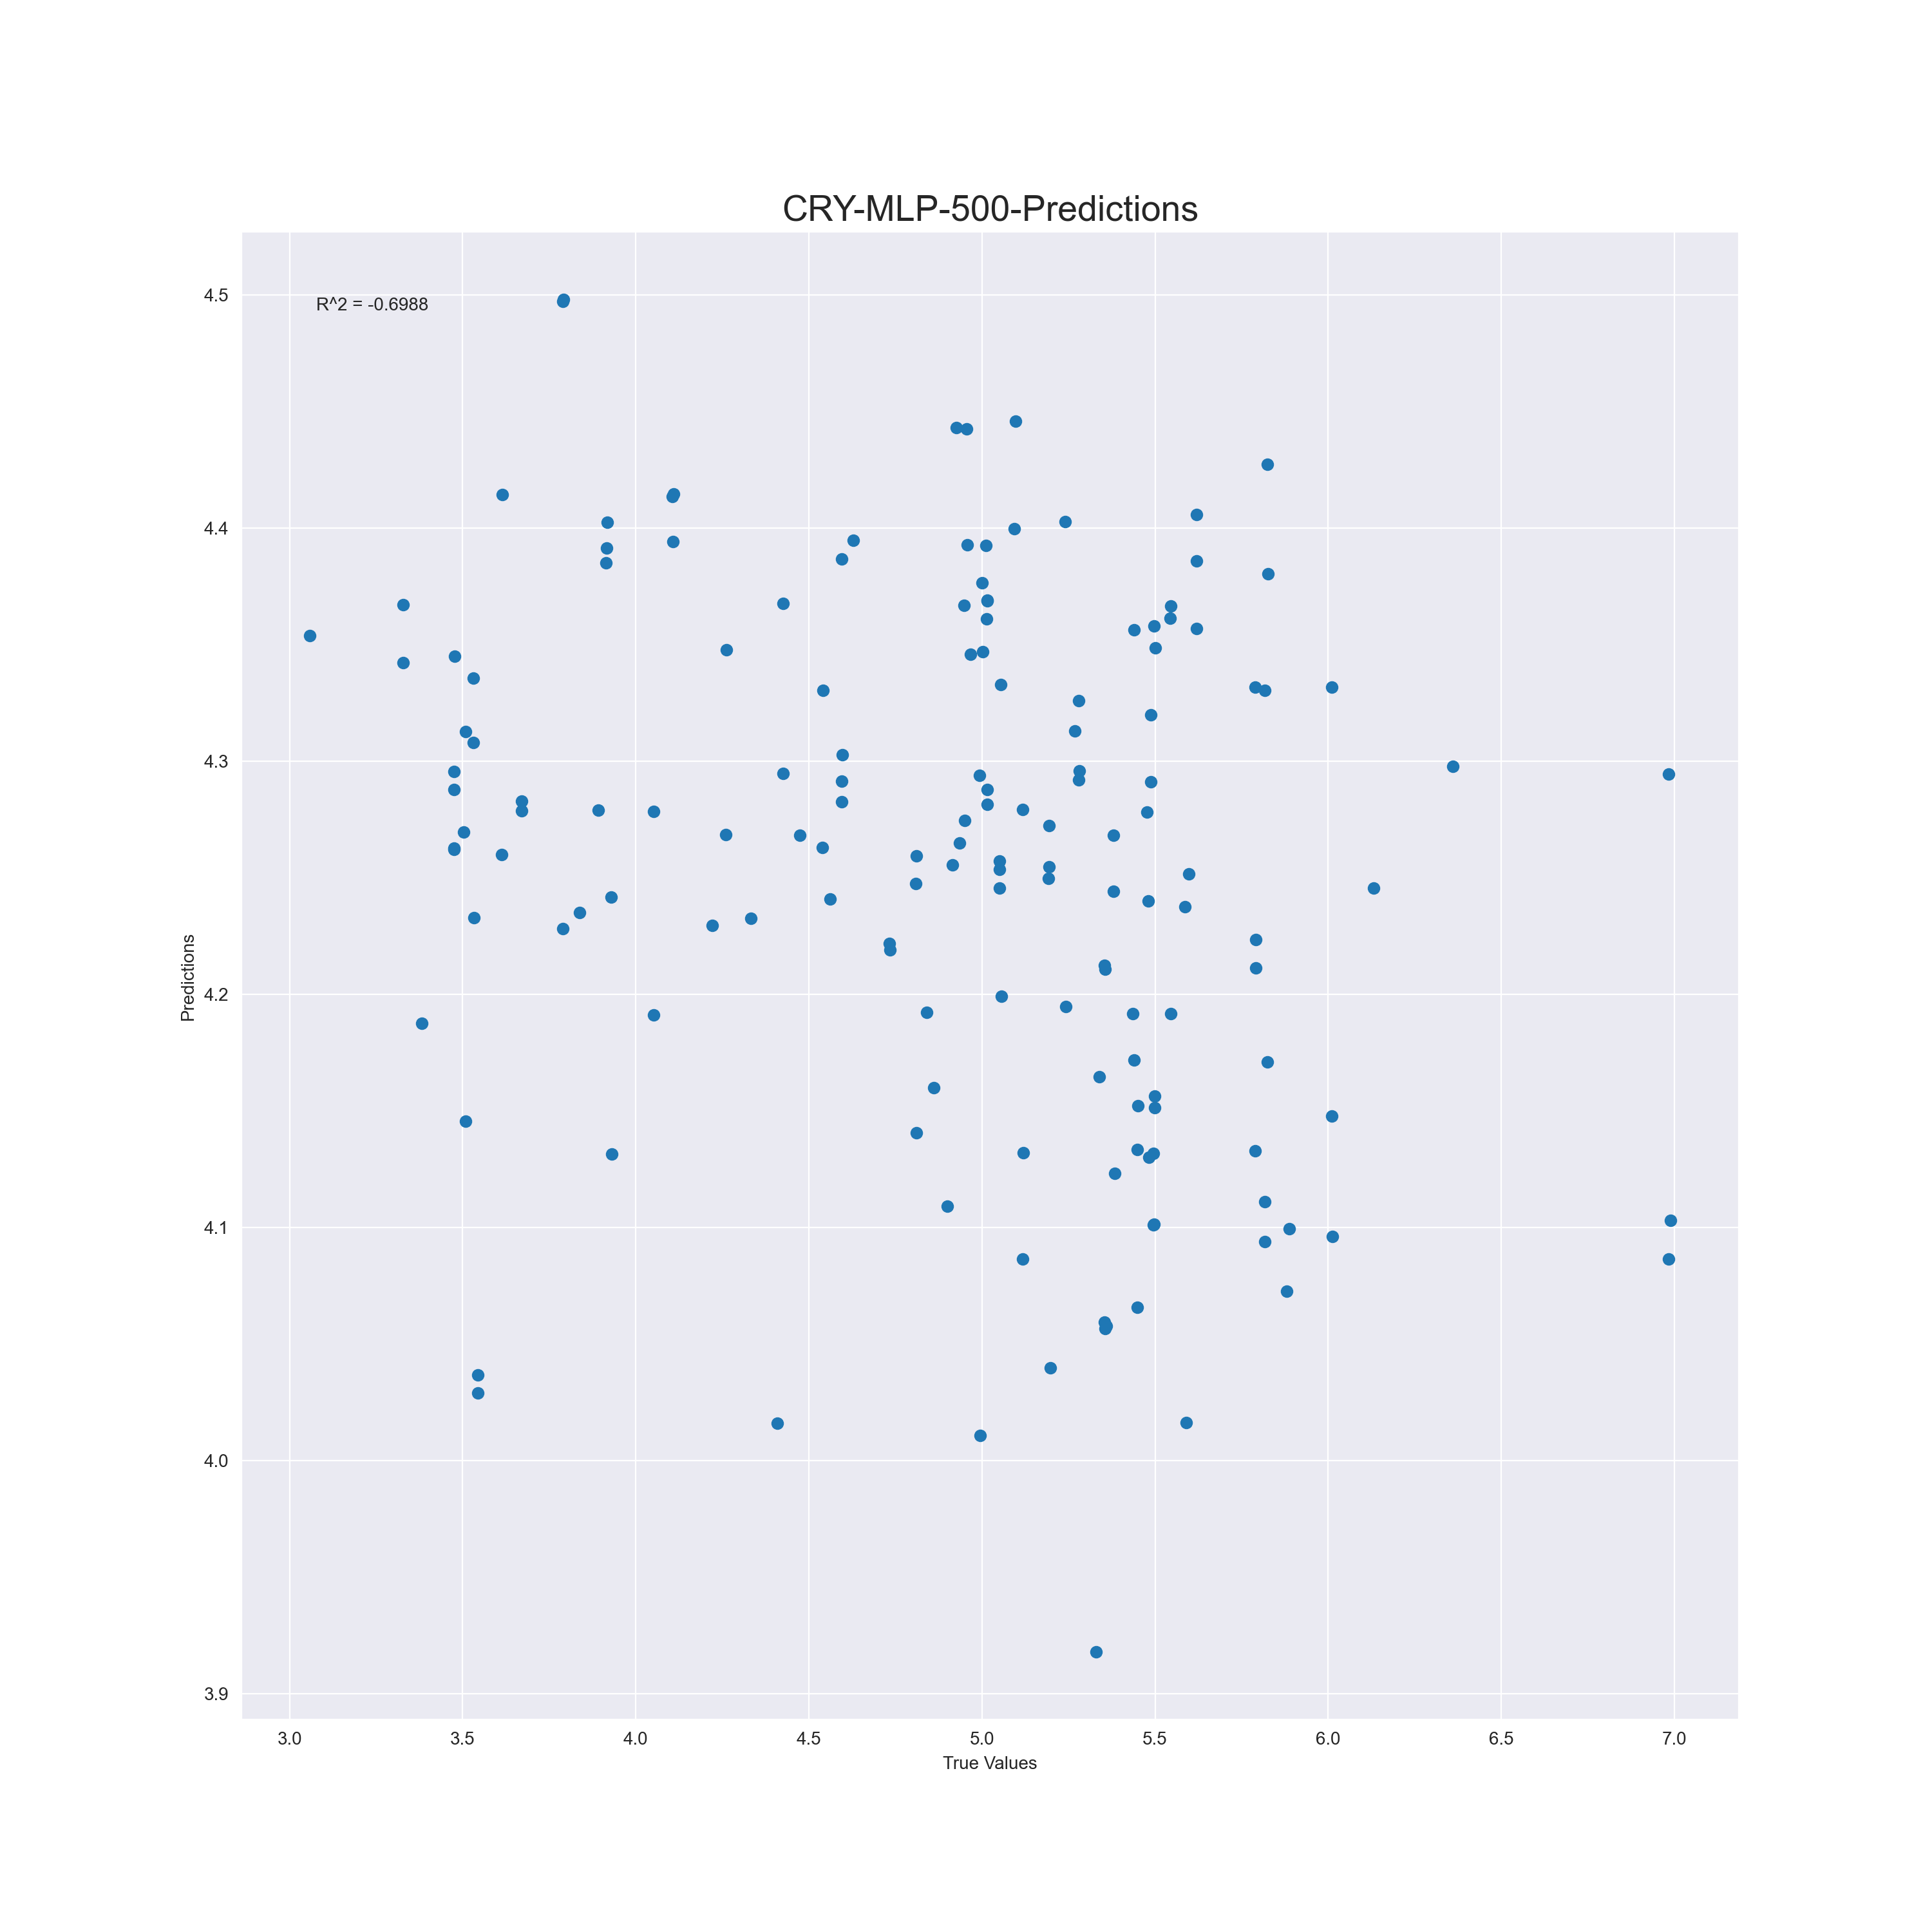 CRY-MLP-500-Predictions
R^2 = -0.6988
4.5
4.4
4.3
4.2
4.1
4.0
3.9
Predictions
3.0 3.5 4.0 4.5 5.0 5.5 6.0 6.5 7.0
True Values